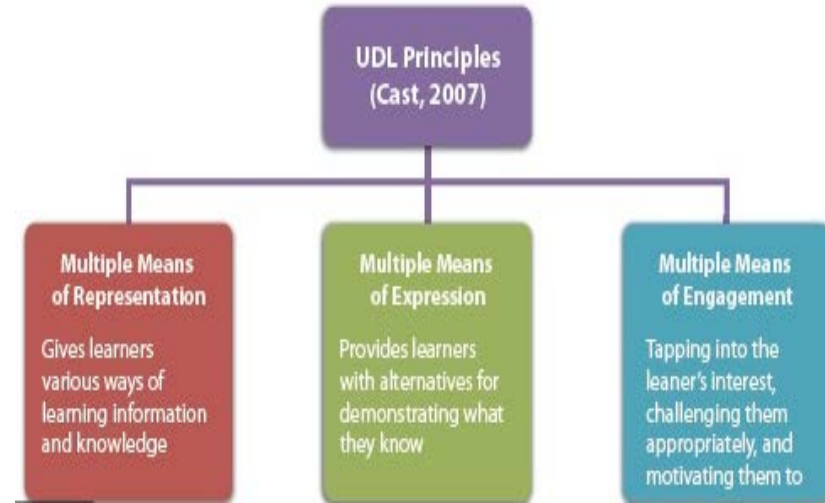 UDL Principles
(Cast, 2007)
Multiple Means
of Representation
Gives learners
various ways of
learning information
and knowledge
Multiple Means
of Expression
Provides learners
with alternatives for
demonstrating what
they know
Multiple Means
of Engagement
Tapping into the
leaner's interest,
challenging them
appropriately, and
motivating them to